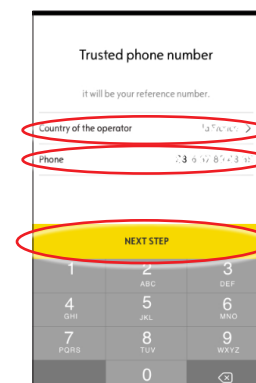 Trusted phone number
it will be your reference number.
Country of the operator
Phone
NEXT STEP
1 2 3
ABC DEF
4 5 6
GHI JKL MNO
7 8 9
PQRS TUV WXYZ
0